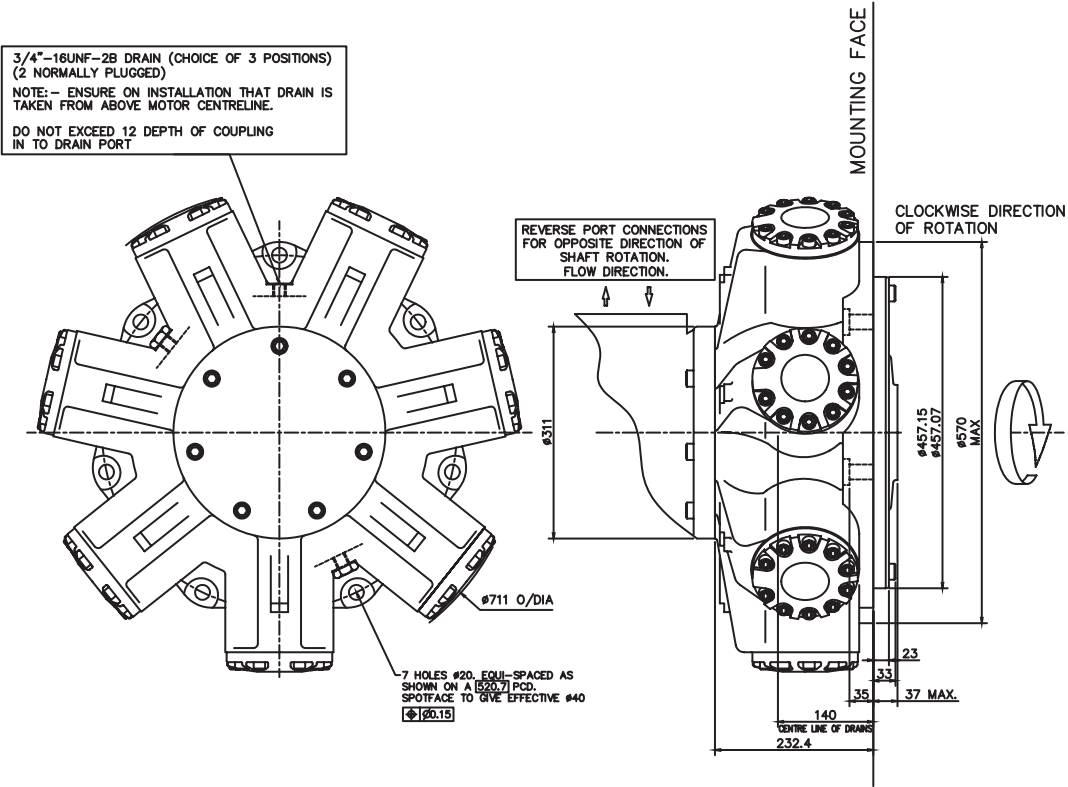 3/4"-16UNF-2B DRAIN (CHOICE OF 3 POSITIONS)
(2 NORMALLY PLUGGED)
NOTE:- ENSURE ON INSTALLATION THAT DRAIN IS
TAKEN FROM ABOVE MOTOR CENTRELINE.
DO NOT EXCEED 12 DEPTH OF COUPLING
IN TO DRAIN PORT
MOUNTING FACE
REVERSE PORT CONNECTIONS
FOR OPPOSITE DIRECTION OF
SHAFT ROTATION.
FLOW DIRECTION.
CLOCKWISE DIRECTION
OF ROTATION
ø311
ø457.15
ø457.07
ø570
MAX
ø711 O/DIA
7 HOLES ø20. EQUI-SPACED AS
SHOWN ON A 520.7 PCD.
SPOTFACE TO GIVE EFFECTIVE ø40
⌖ Ø0.15
23
33
35
37 MAX.
140
CENTRE LINE OF DRAINS
232.4